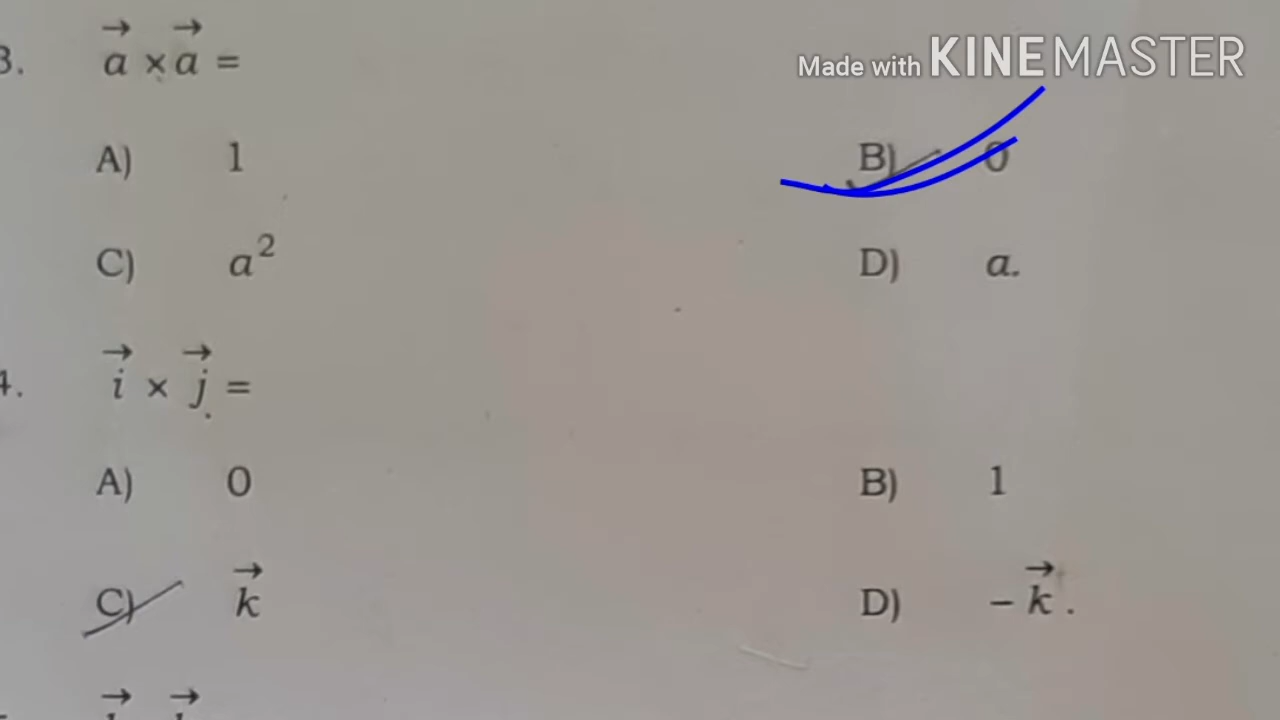 Made with KINEMASTER
3. a⃗ × a⃗ =
A) 1 B) 0
C) a² D) a.
4. i⃗ × j⃗ =
A) 0 B) 1
C) k⃗ D) – k⃗ .